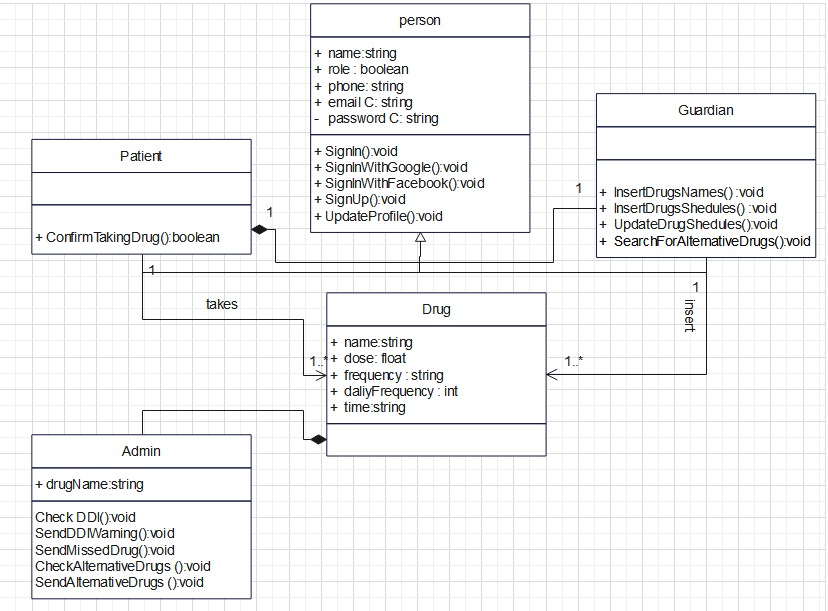 person
+ name:string
+ role : boolean
+ phone: string
+ email C: string
- password C: string
+ SignIn():void
+ SignInWithGoogle():void
+ SignInWithFacebook():void
+ SignUp():void
+ UpdateProfile():void
Guardian
+ InsertDrugsNames() :void
+ InsertDrugsShedules() :void
+ UpdateDrugShedules():void
+ SearchForAlternativeDrugs():void
Patient
+ ConfirmTakingDrug():boolean
1
1
1
1
takes
insert
1..*
1..*
Drug
+ name:string
+ dose: float
+ frequency : string
+ daliyFrequency : int
+ time:string
Admin
+ drugName:string
Check DDI():void
SendDDIWarning():void
SendMissedDrug():void
CheckAlternativeDrugs ():void
SendAlternativeDrugs ():void